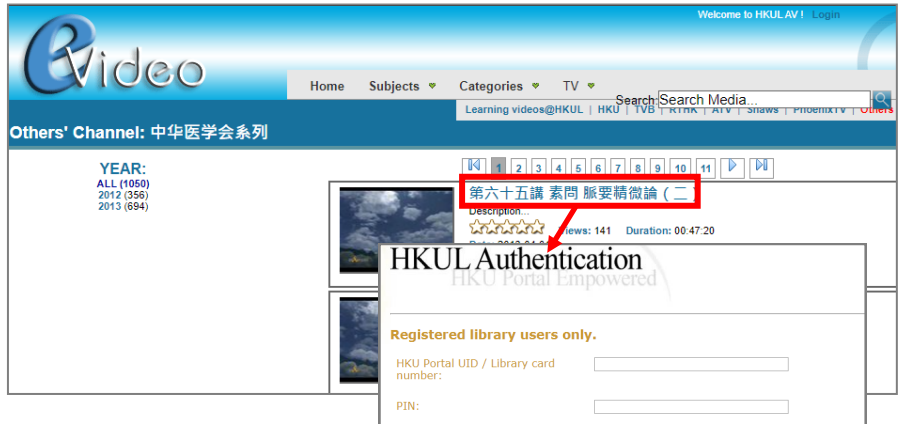 Welcome to HKUL AV ! Login
eVideo
Home Subjects Categories TV
Search: Search Media...
Learning videos@HKUL | HKU | TVB | RTHK | ATV | Shaws | PhoenixTV | Others
Others' Channel: 中华医学会系列
YEAR:
ALL (1050)
2012 (356)
2013 (694)
1 2 3 4 5 6 7 8 9 10 11
第六十五講 素問 脈要精微論 ( 二 )
Description...
Views: 141 Duration: 00:47:20
HKUL Authentication
HKU Portal Empowered
Registered library users only.
HKU Portal UID / Library card
number:
PIN: